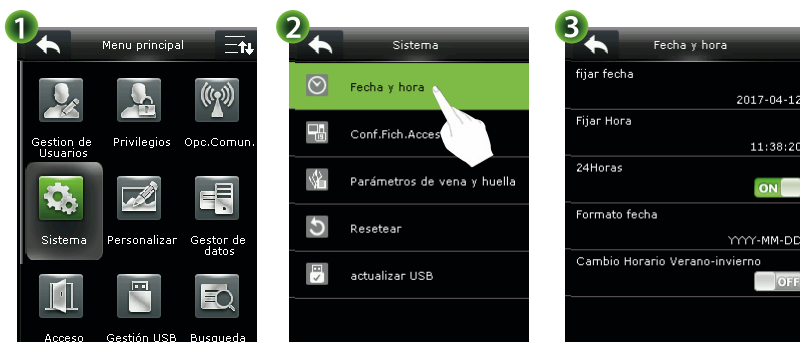 1
Menu principal
Gestion de
Usuarios
Privilegios
Opc.Comun.
Sistema
Personalizar
Gestor de
datos
Acceso
Gestión USB
Busqueda
2
Sistema
Fecha y hora
Conf.Fich.Acces
Parámetros de vena y huella
Resetear
actualizar USB
3
Fecha y hora
fijar fecha
2017-04-12
Fijar Hora
11:38:20
24Horas
ON
Formato fecha
YYYY-MM-DD
Cambio Horario Verano-invierno
OFF